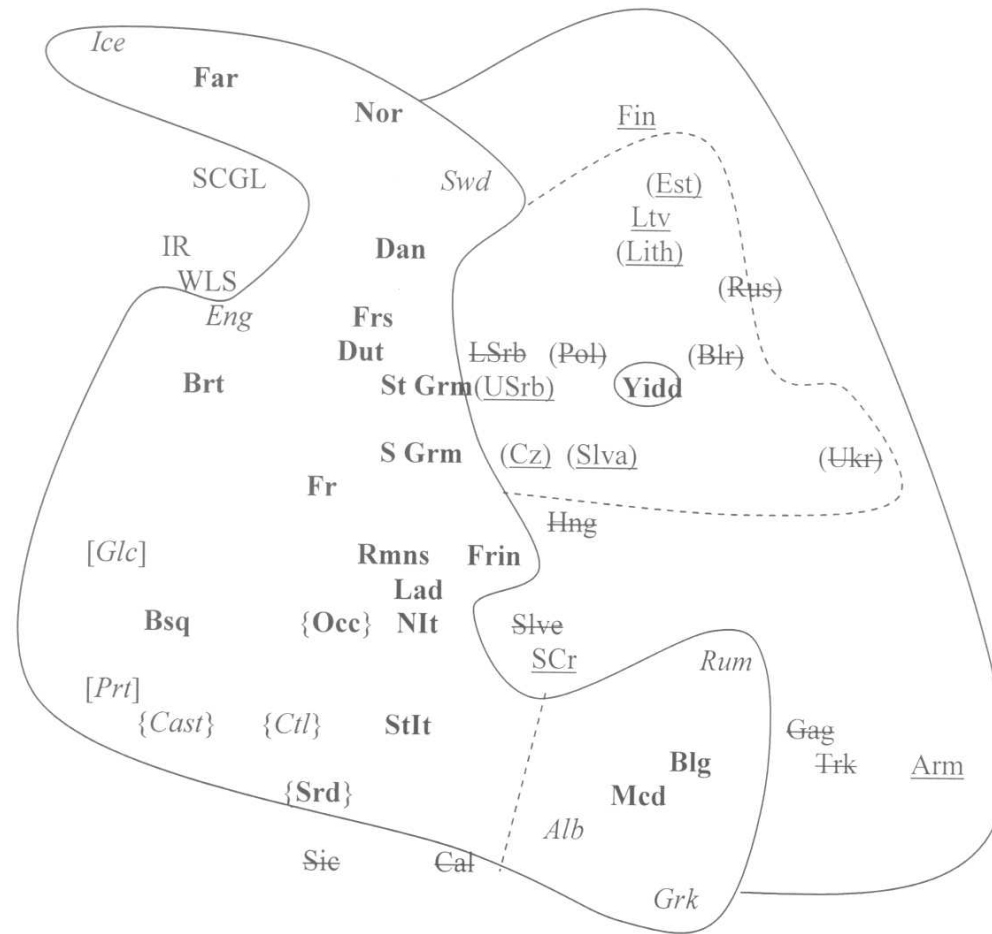 Ice
Far
Nor
Fin
SCGL
Swd
(Est)
Ltv
IR
Dan
(Lith)
WLS
(Rus)
Eng
Frs
Dut
LSrb (Pol) (Blr)
Brt
St Grm (USrb) Yidd
S Grm (Cz) (Slva) (Ukr)
Fr
Hng
[Glc] Rmns Frin
Lad
Bsq {Occ} NIt Slve
SCr Rum
[Prt]
{Cast} {Ctl} StIt Gag
Blg Trk Arm
{Srd} Mcd
Alb
Sic Cal
Grk